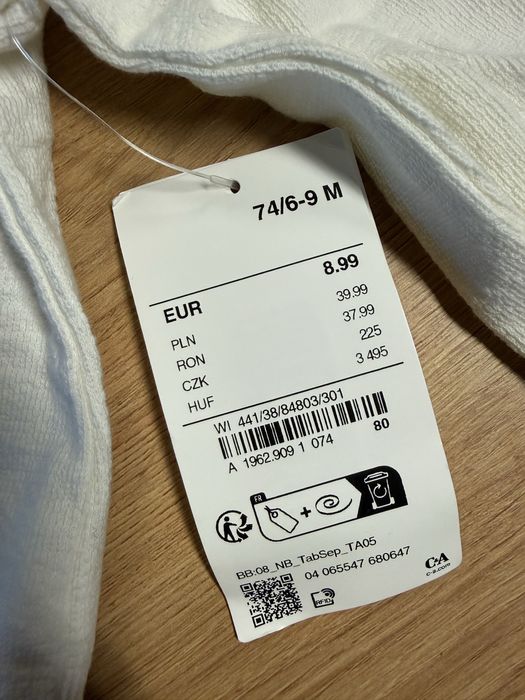 74/6-9 M
EUR 8.99
PLN 39.99
RON 37.99
CZK 225
HUF 3 495
WI 441/38/84803/301
A 1962.909 1 074 80
FR
+
BB:08_NB_TabSep_TA05
04 065547 680647
C&A
c-a.com
RFID